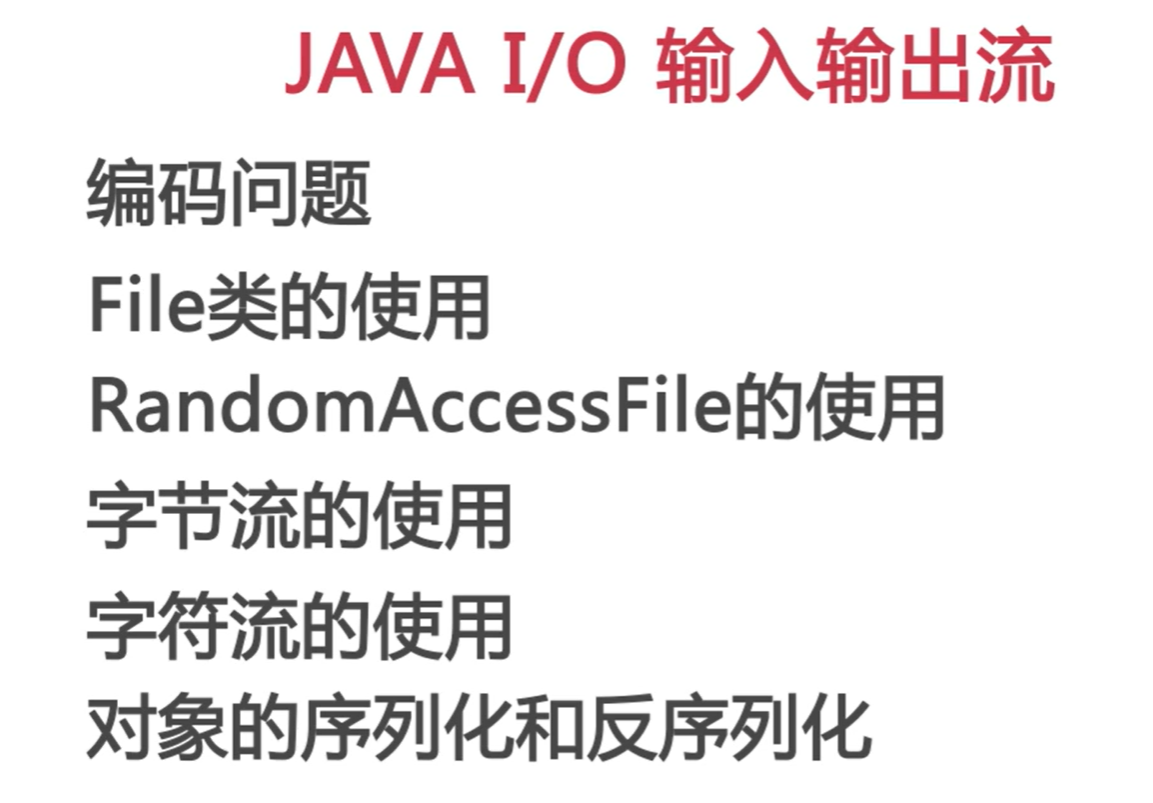 JAVA I/O 输入输出流
编码问题
File类的使用
RandomAccessFile的使用
字节流的使用
字符流的使用
对象的序列化和反序列化